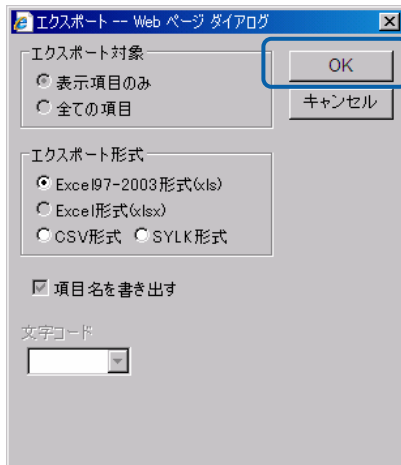 エクスポート -- Web ページ ダイアログ
エクスポート対象
表示項目のみ
全ての項目
OK
キャンセル
エクスポート形式
Excel97-2003形式(xls)
Excel形式(xlsx)
CSV形式 SYLK形式
項目名を書き出す
文字コード